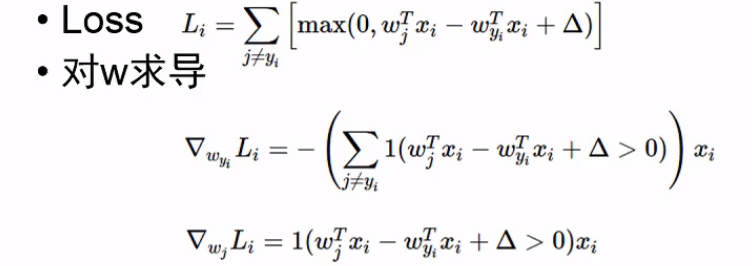 • Loss $L_i = \sum_{j \neq y_i} \left[ \max(0, w_j^T x_i - w_{y_i}^T x_i + \Delta) \right]$
• 对w求导
$\nabla_{w_{y_i}} L_i = - \left( \sum_{j \neq y_i} 1(w_j^T x_i - w_{y_i}^T x_i + \Delta > 0) \right) x_i$
$\nabla_{w_j} L_i = 1(w_j^T x_i - w_{y_i}^T x_i + \Delta > 0) x_i$